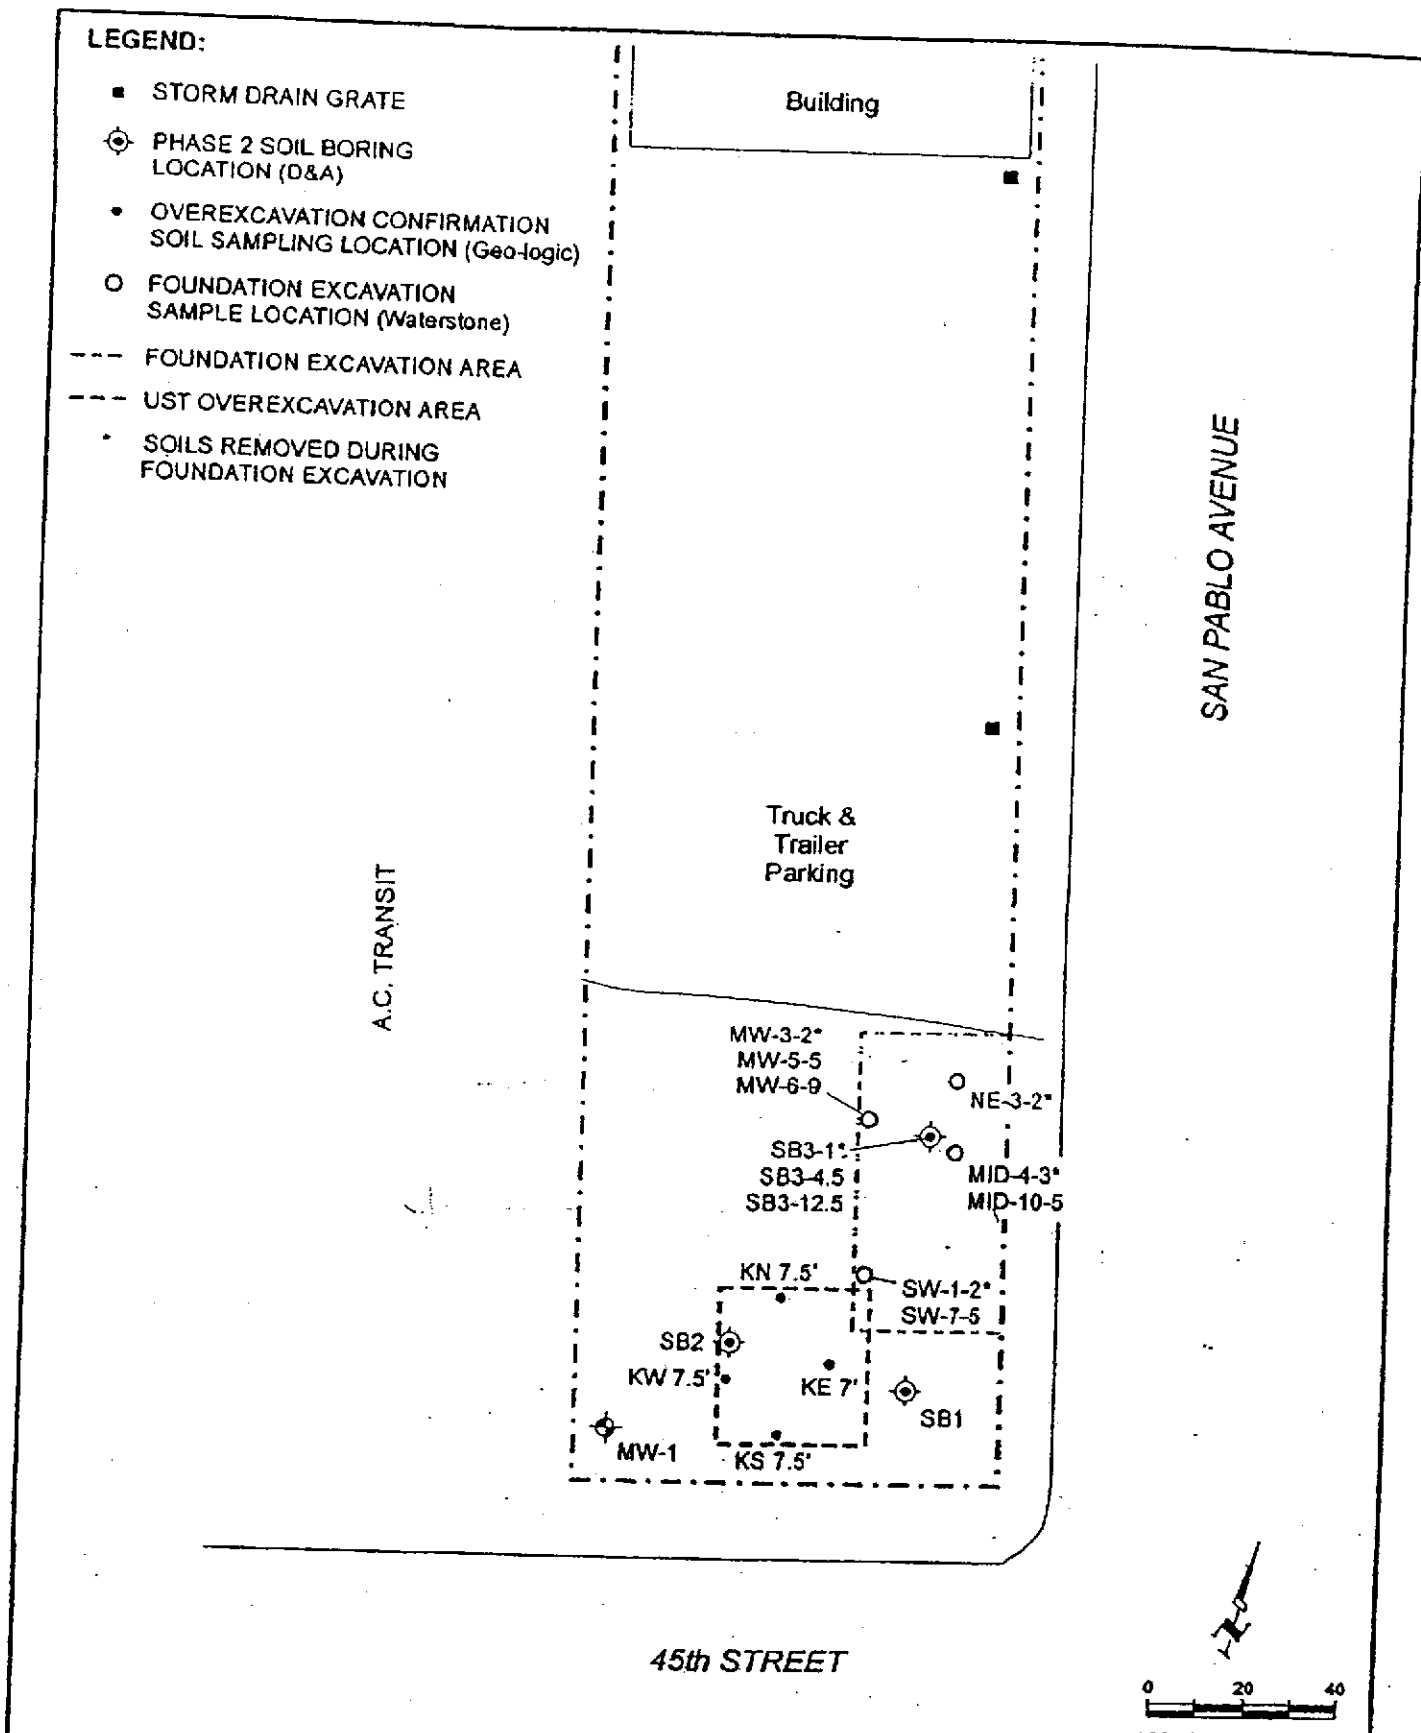 LEGEND:
STORM DRAIN GRATE
PHASE 2 SOIL BORING
LOCATION (D&A)
OVEREXCAVATION CONFIRMATION
SOIL SAMPLING LOCATION (Geo-logic)
FOUNDATION EXCAVATION
SAMPLE LOCATION (Waterstone)
FOUNDATION EXCAVATION AREA
UST OVEREXCAVATION AREA
* SOILS REMOVED DURING
FOUNDATION EXCAVATION
Building
SAN PABLO AVENUE
Truck &
Trailer
Parking
A.C. TRANSIT
MW-3-2*
MW-5-5
MW-6-9
NE-3-2*
SB3-1*
SB3-4.5
SB3-12.5
MID-4-3*
MID-10-5
KN 7.5'
SW-1-2*
SW-7-5
SB2
KW 7.5'
KE 7'
SB1
MW-1
KS 7.5'
45th STREET
N
0 20 40